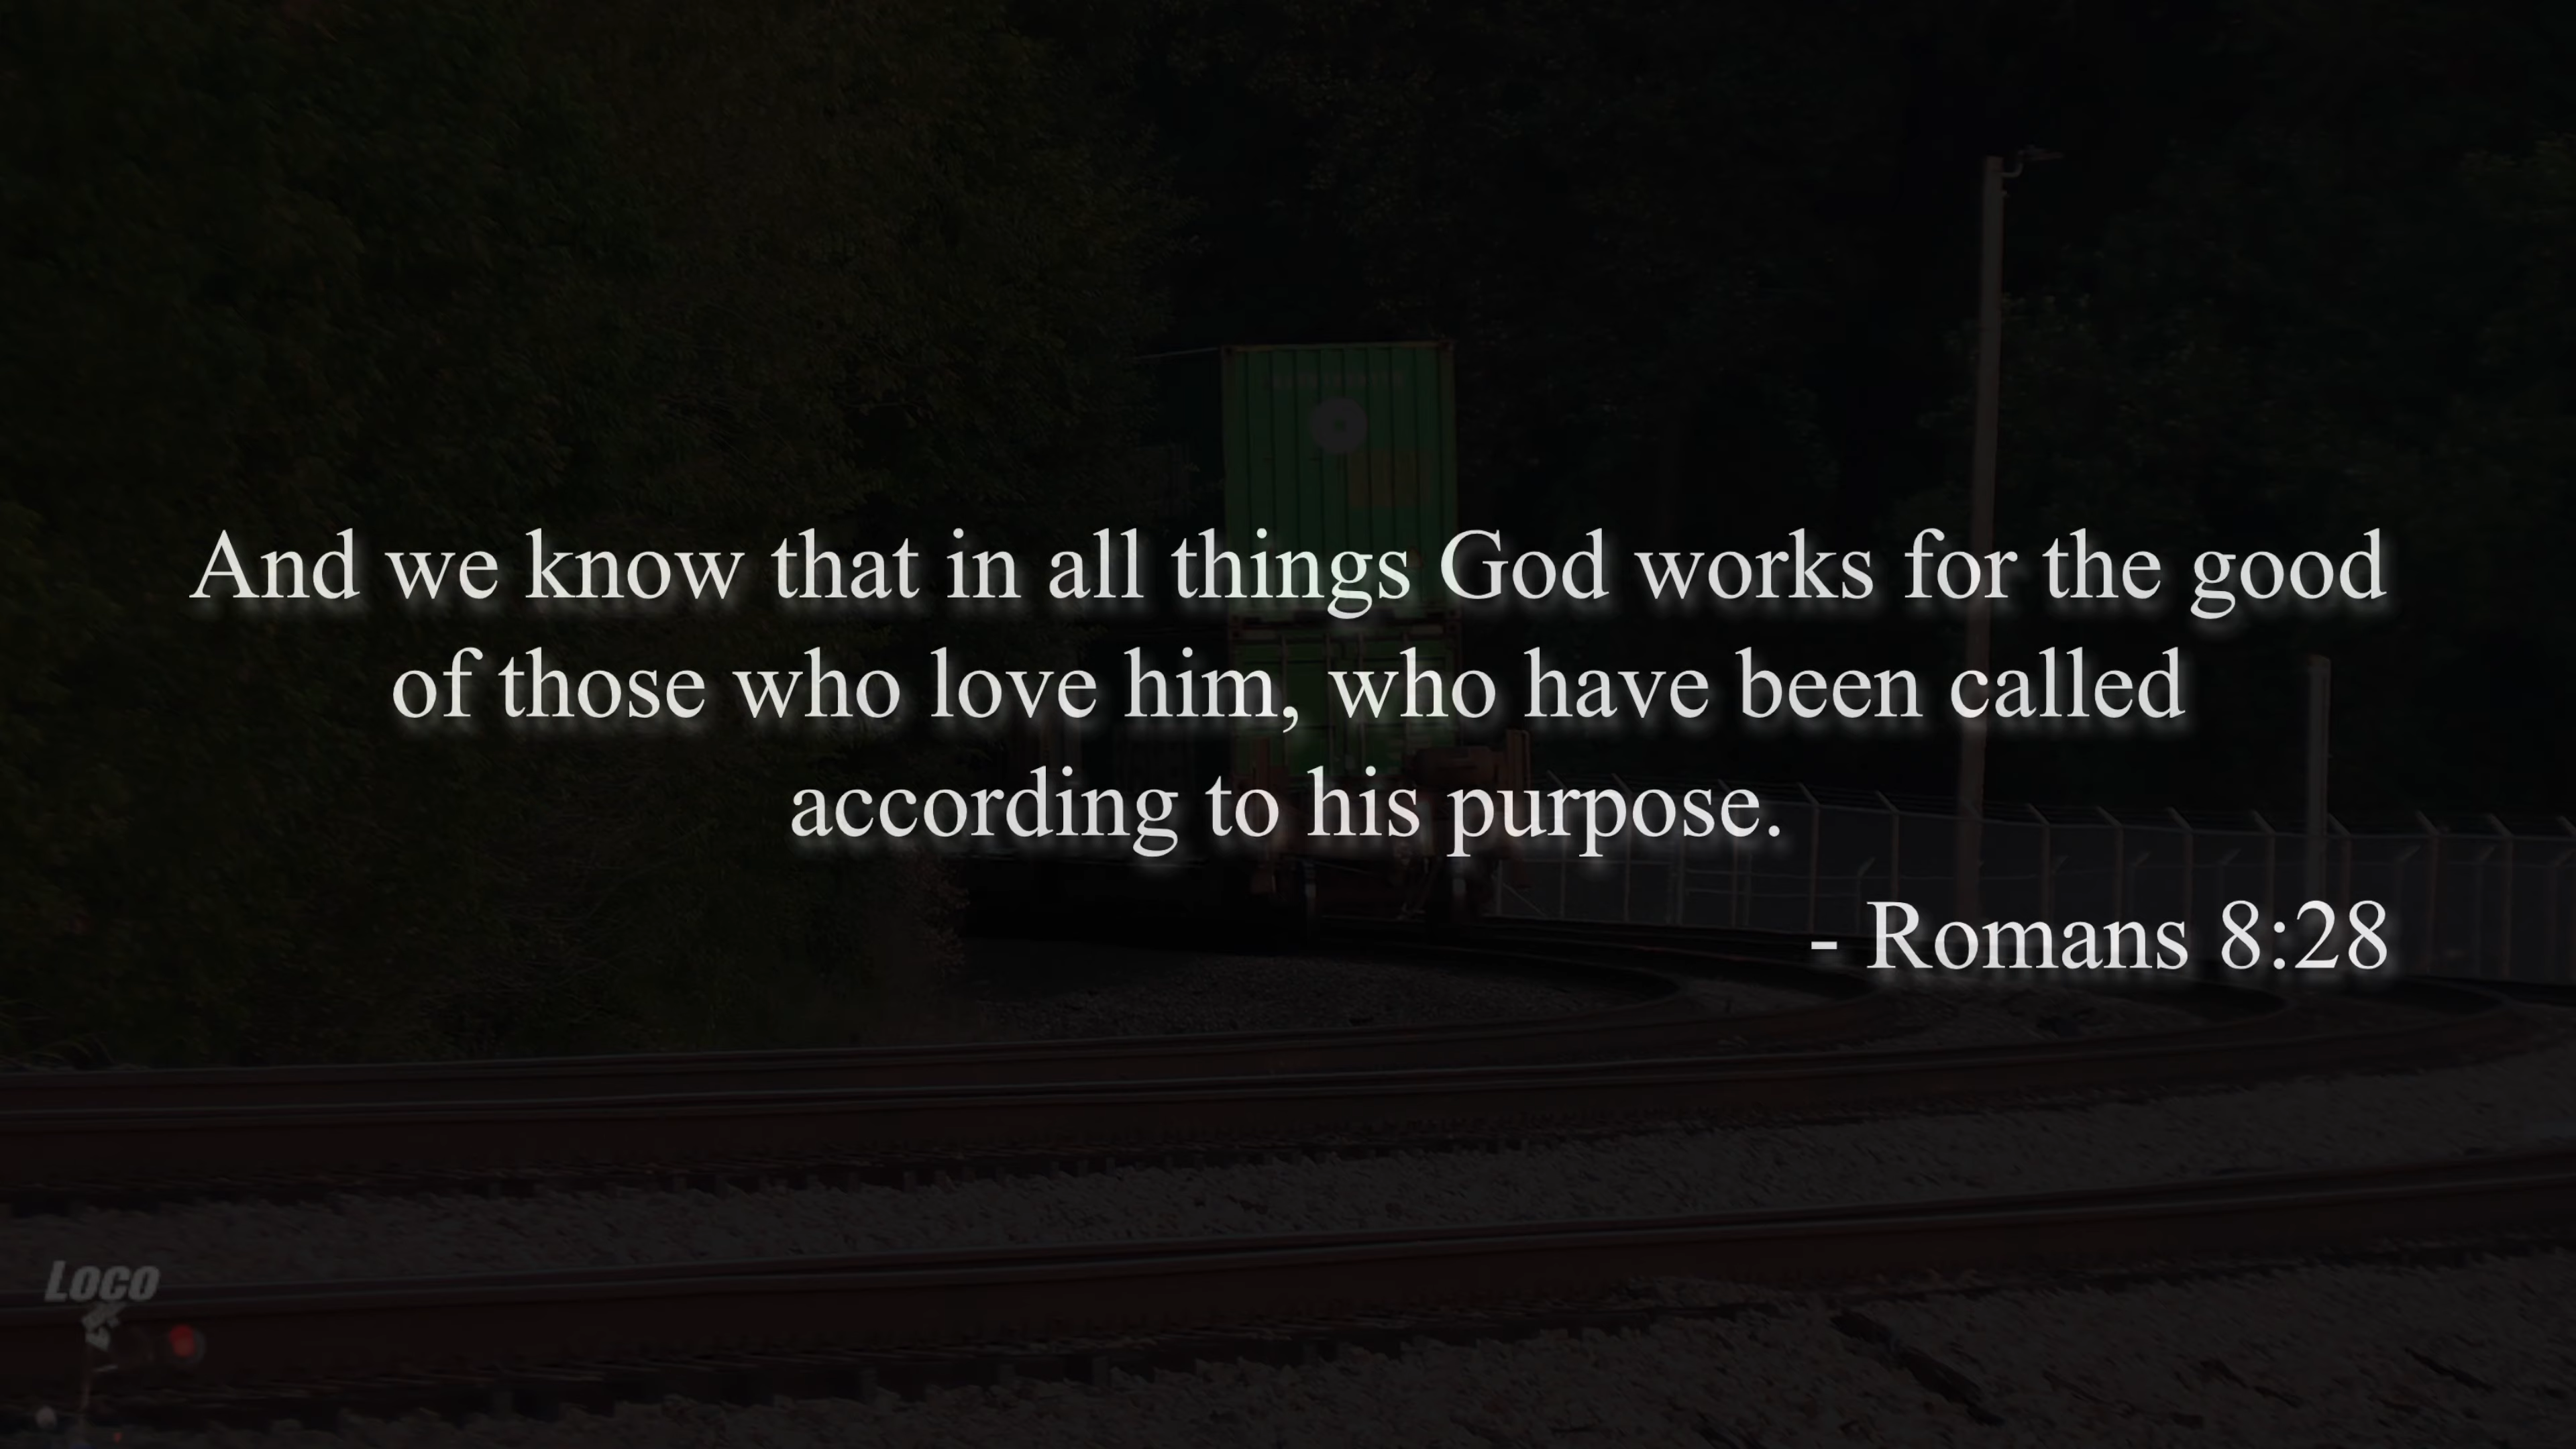 And we know that in all things God works for the good
of those who love him, who have been called
according to his purpose.
- Romans 8:28
LOCO